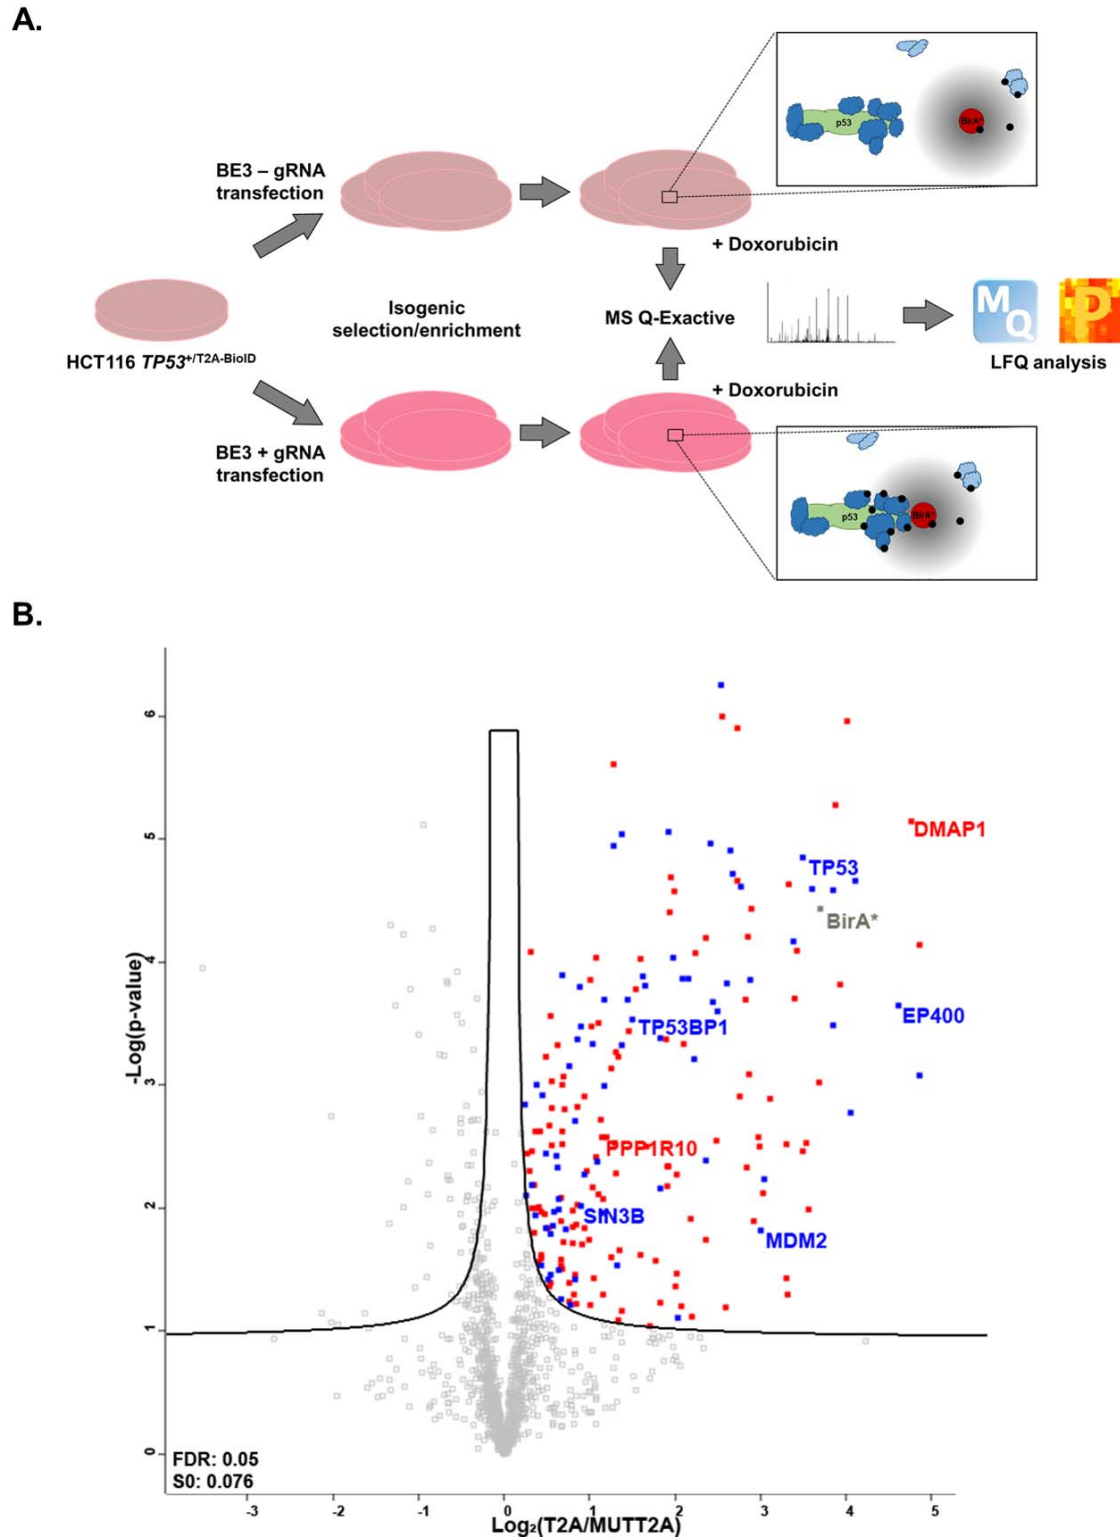 A.
BE3 – gRNA
transfection
p53
BirA*
+ Doxorubicin
HCT116 TP53+/T2A-BioID
Isogenic
selection/enrichment
MS Q-Exactive
M
Q
P
LFQ analysis
+ Doxorubicin
BE3 + gRNA
transfection
p53
BirA*
B.
-Log(p-value)
6
5
4
3
2
1
0
DMAP1
TP53
BirA*
EP400
TP53BP1
PPP1R10
SIN3B
MDM2
FDR: 0.05
S0: 0.076
-3
-2
-1
0
1
2
3
4
5
Log₂(T2A/MUTT2A)